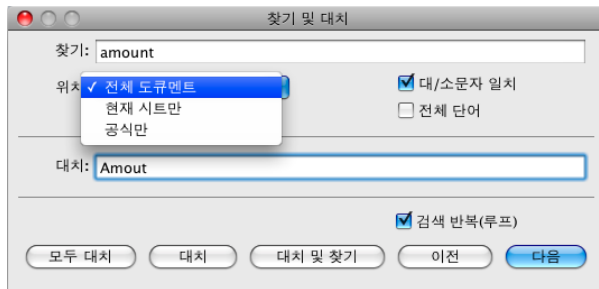 찾기 및 대치
찾기: amount
위치 ✓ 전체 도큐멘트
현재 시트만
공식만
대/소문자 일치
전체 단어
대치: Amout
검색 반복(루프)
모두 대치 대치 대치 및 찾기 이전 다음